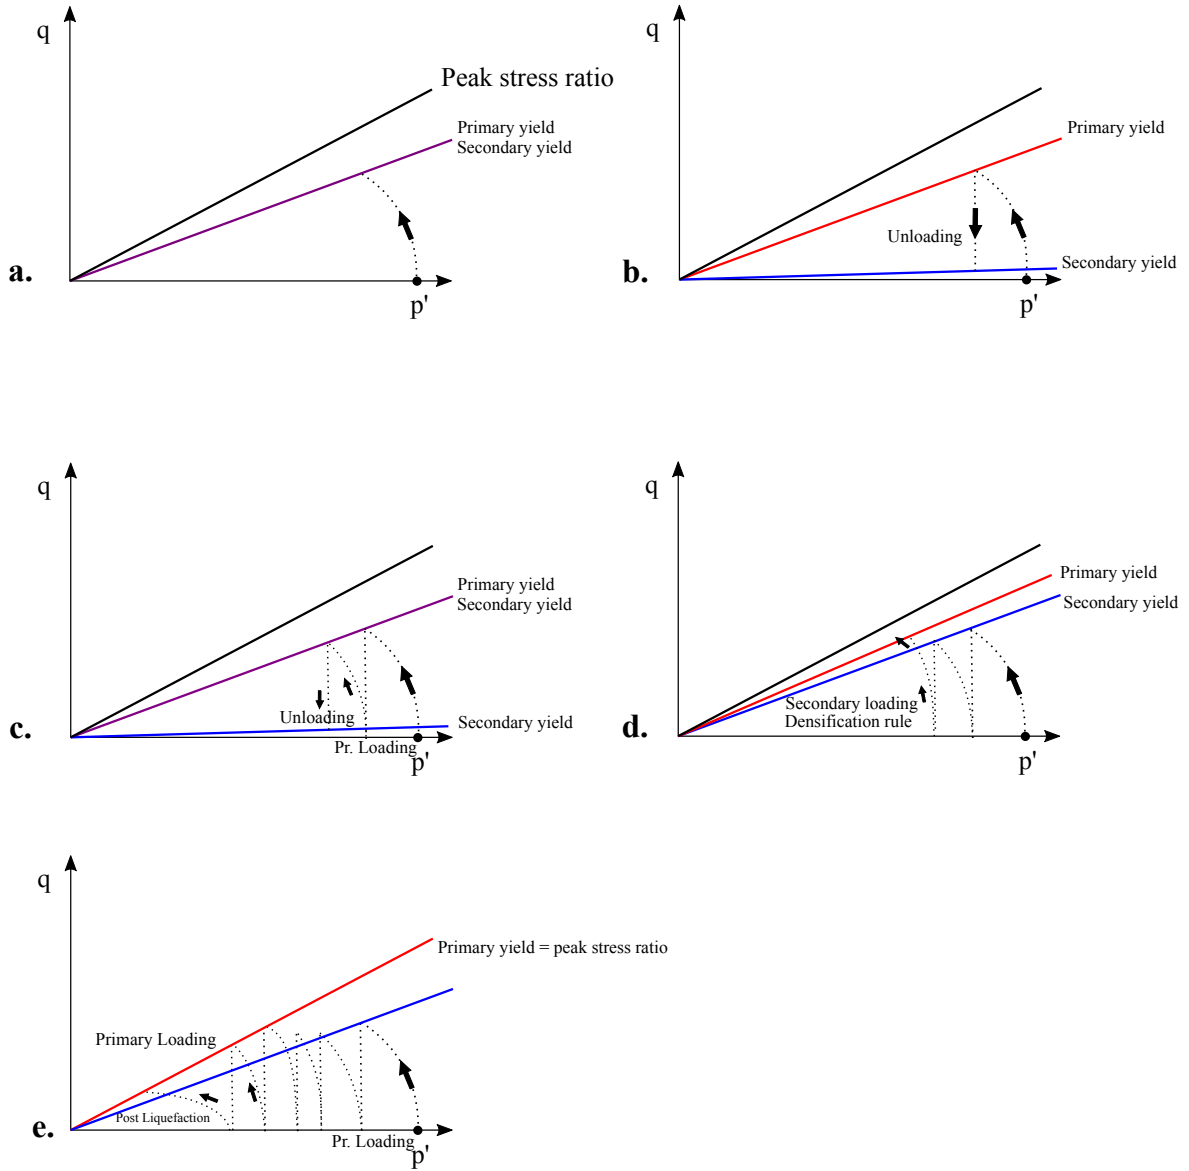 q
Peak stress ratio
Primary yield
Secondary yield
a.
p'
Primary yield
Unloading
Secondary yield
b.
p'
q
Primary yield
Secondary yield
Unloading
Secondary yield
c.
Pr. Loading
p'
q
Primary yield
Secondary yield
Secondary loading
Densification rule
d.
p'
q
Primary yield = peak stress ratio
Primary Loading
Post Liquefaction
e.
Pr. Loading
p'